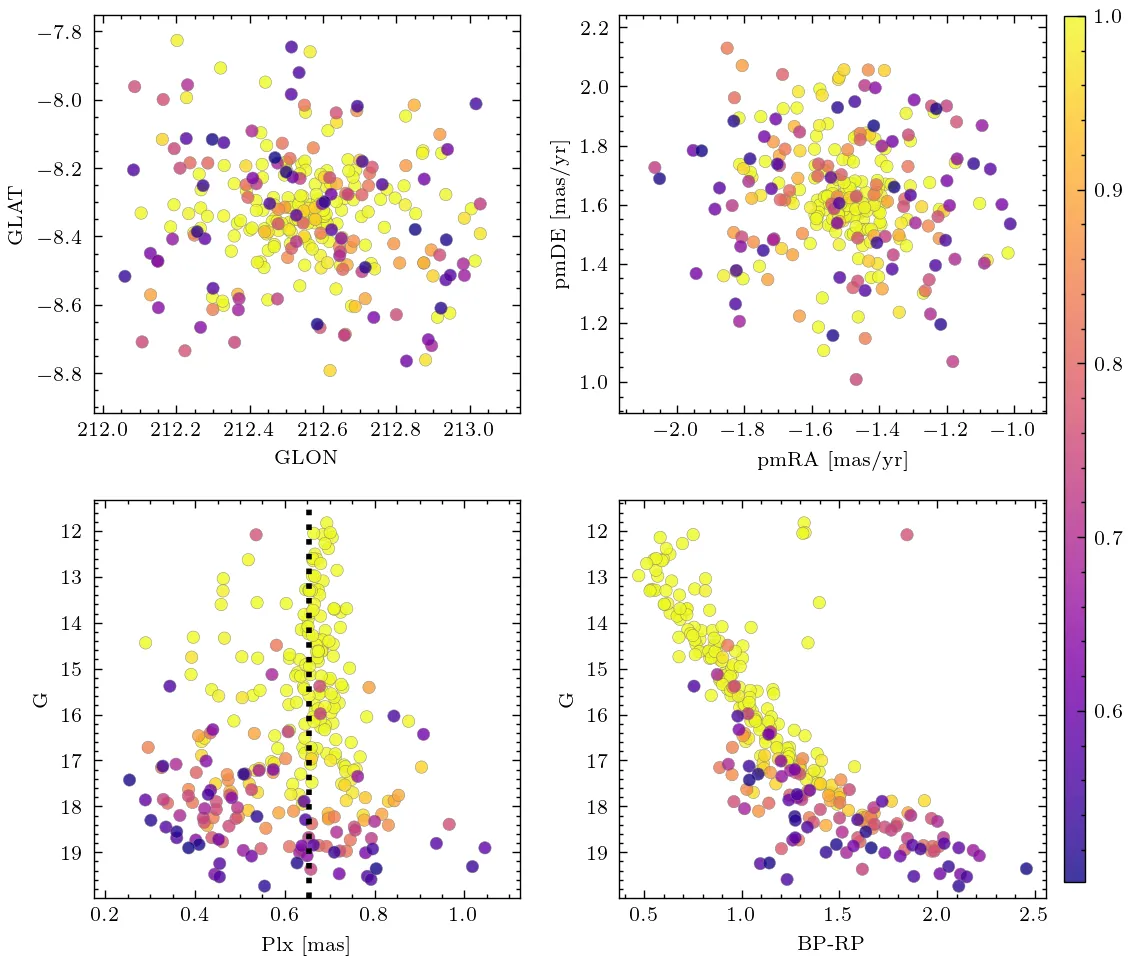 −7.8
−8.0
−8.2
−8.4
−8.6
−8.8
GLAT
212.0 212.2 212.4 212.6 212.8 213.0
GLON
2.2
2.0
1.8
1.6
1.4
1.2
1.0
pmDE [mas/yr]
−2.0 −1.8 −1.6 −1.4 −1.2 −1.0
pmRA [mas/yr]
12
13
14
15
16
17
18
19
G
0.2 0.4 0.6 0.8 1.0
Plx [mas]
12
13
14
15
16
17
18
19
G
0.5 1.0 1.5 2.0 2.5
BP-RP
1.0
0.9
0.8
0.7
0.6